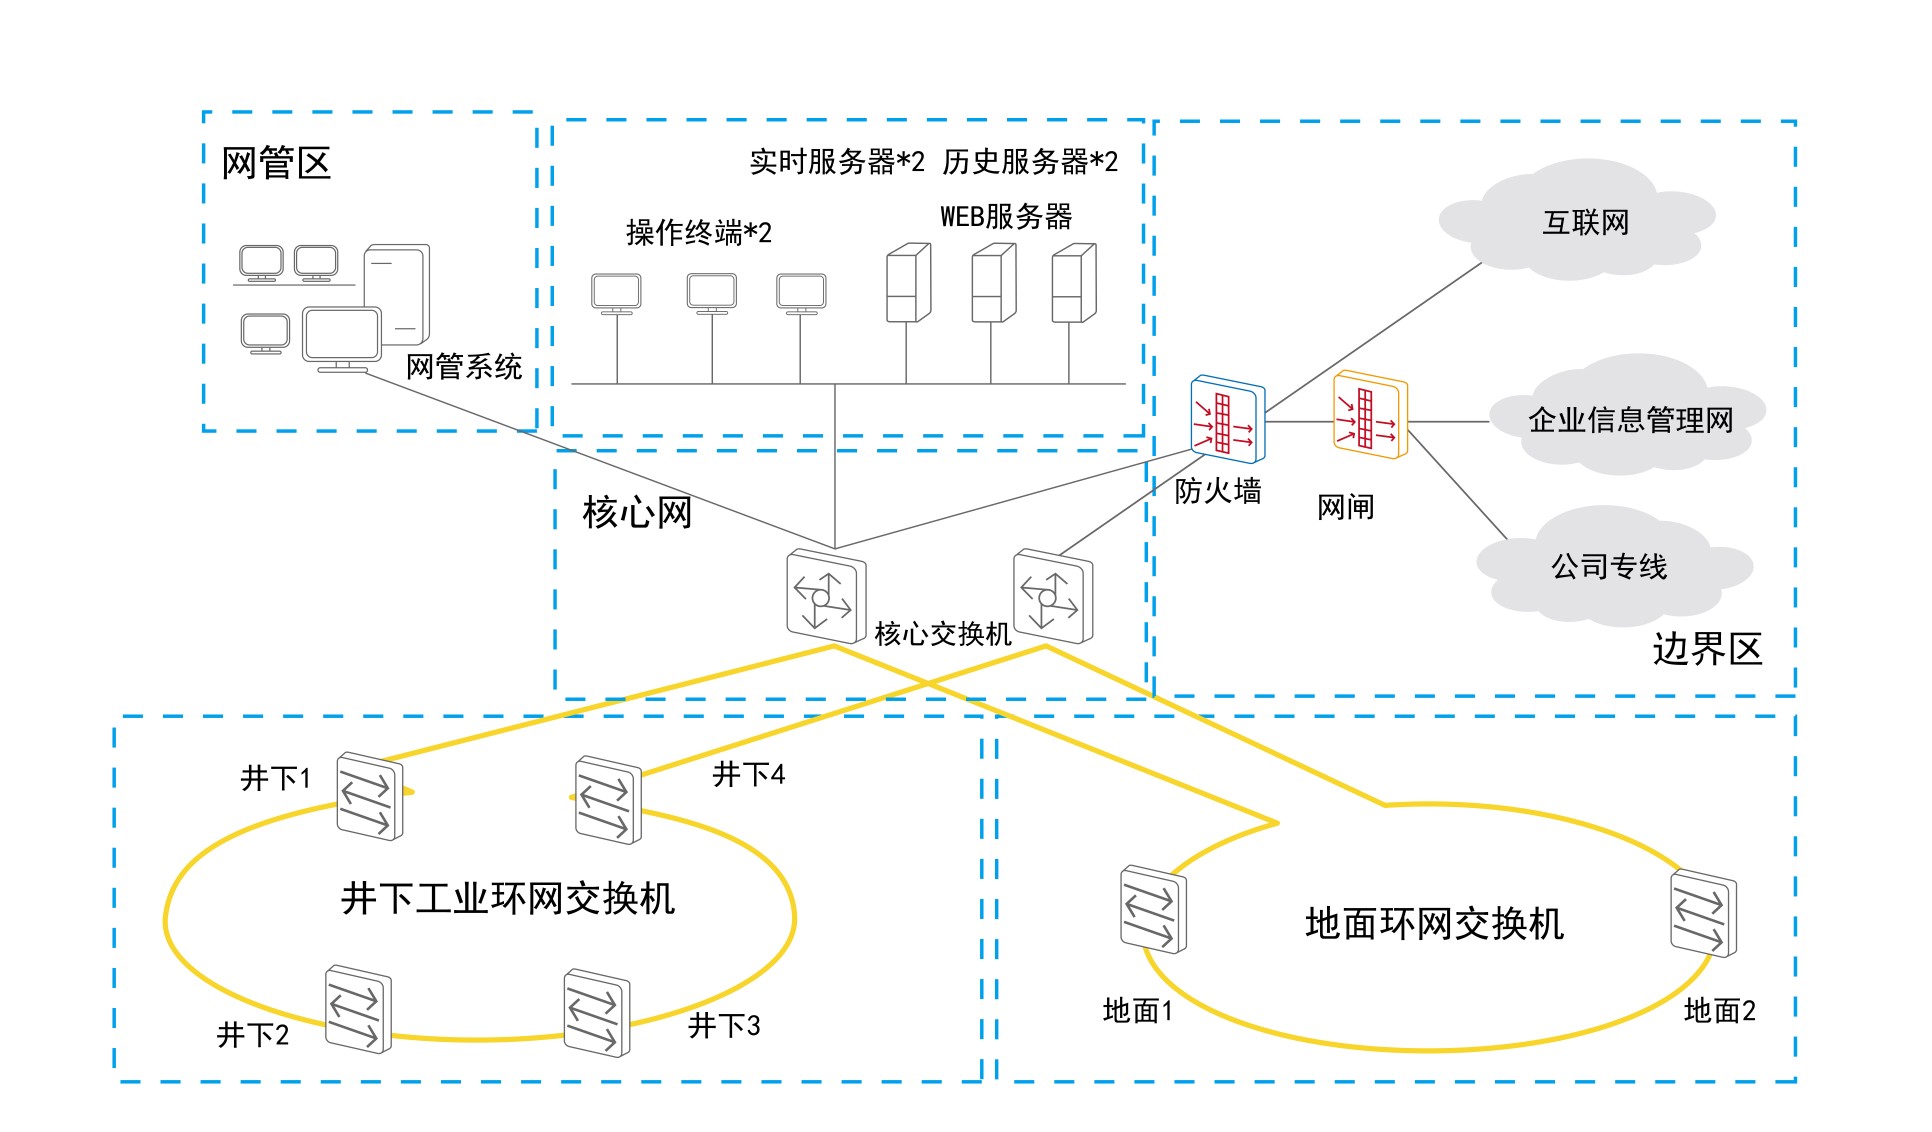 网管区
网管系统
实时服务器*2 历史服务器*2
操作终端*2
WEB服务器
互联网
企业信息管理网
公司专线
防火墙
网闸
边界区
核心网
核心交换机
井下1
井下4
井下工业环网交换机
井下2
井下3
地面环网交换机
地面1
地面2